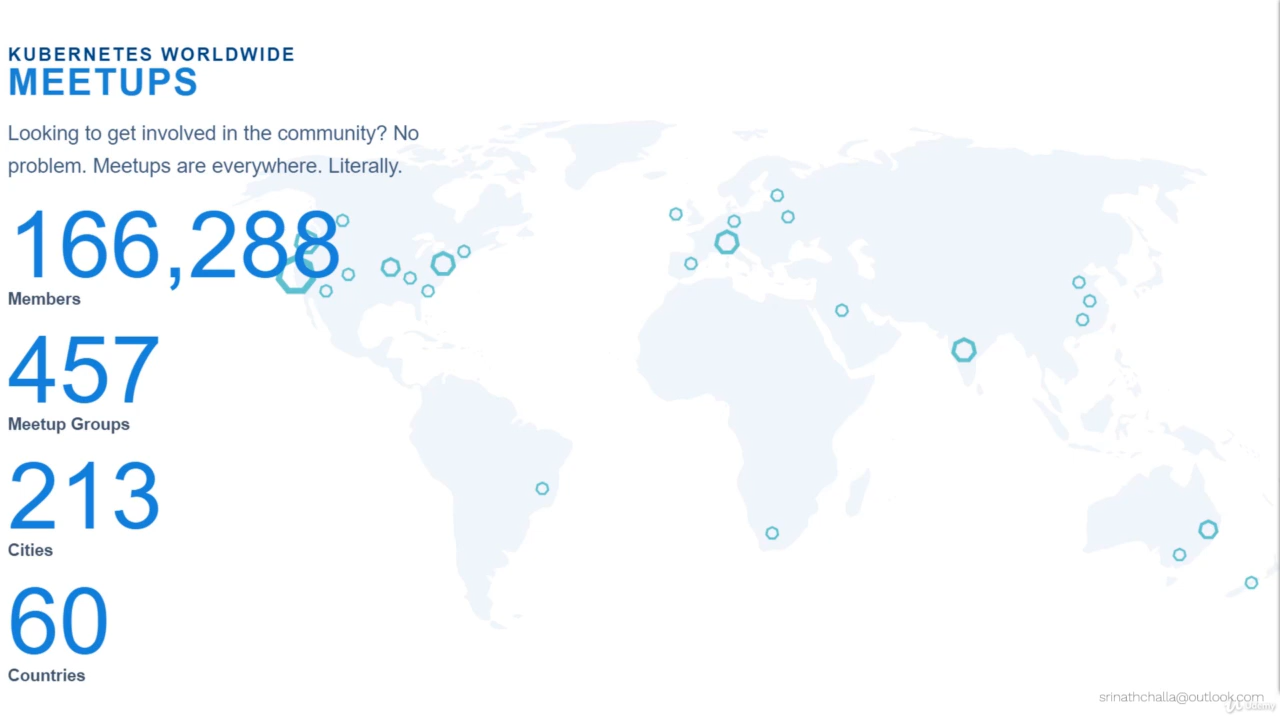 KUBERNETES WORLDWIDE
MEETUPS
Looking to get involved in the community? No
problem. Meetups are everywhere. Literally.
166,288
Members
457
Meetup Groups
213
Cities
60
Countries
srinathchalla@outlook.com
Udemy